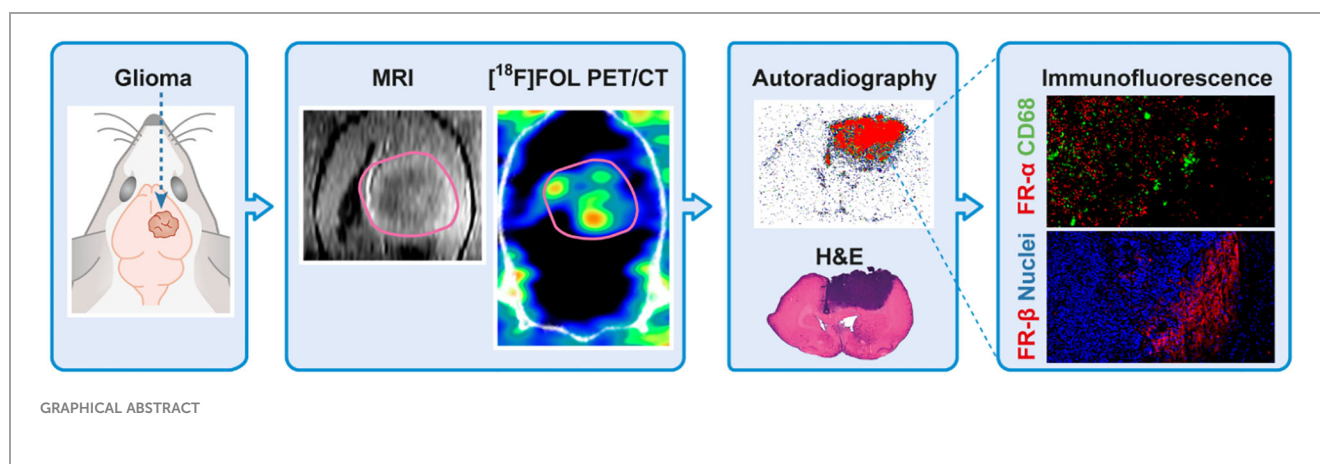 Glioma
MRI
[¹⁸F]FOL PET/CT
Autoradiography
H&E
Immunofluorescence
FR-α CD68
FR-β Nuclei
GRAPHICAL ABSTRACT